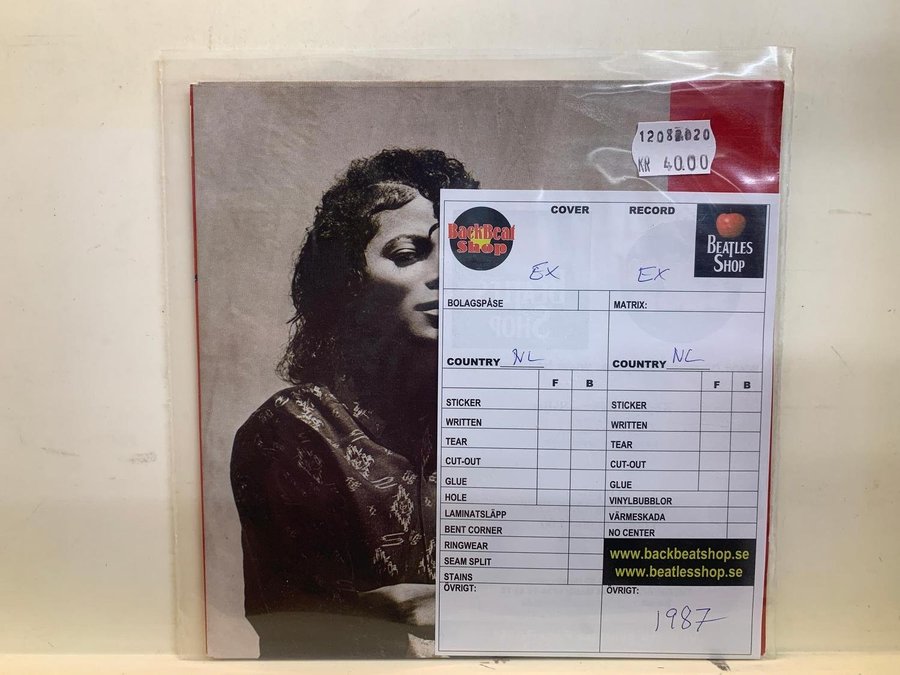 KR 40.00
COVER RECORD
BackBeat Shop
BEATLES SHOP
EX EX
BOLAGSPÅSE MATRIX:
COUNTRY NL COUNTRY NL
F B F B
STICKER STICKER
WRITTEN WRITTEN
TEAR TEAR
CUT-OUT CUT-OUT
GLUE GLUE
HOLE VINYLBUBBLOR
LAMINATSLÄPP VÄRMESKADA
BENT CORNER NO CENTER
RINGWEAR
SEAM SPLIT
STAINS
www.backbeatshop.se
www.beatlesshop.se
ÖVRIGT: ÖVRIGT:
1987